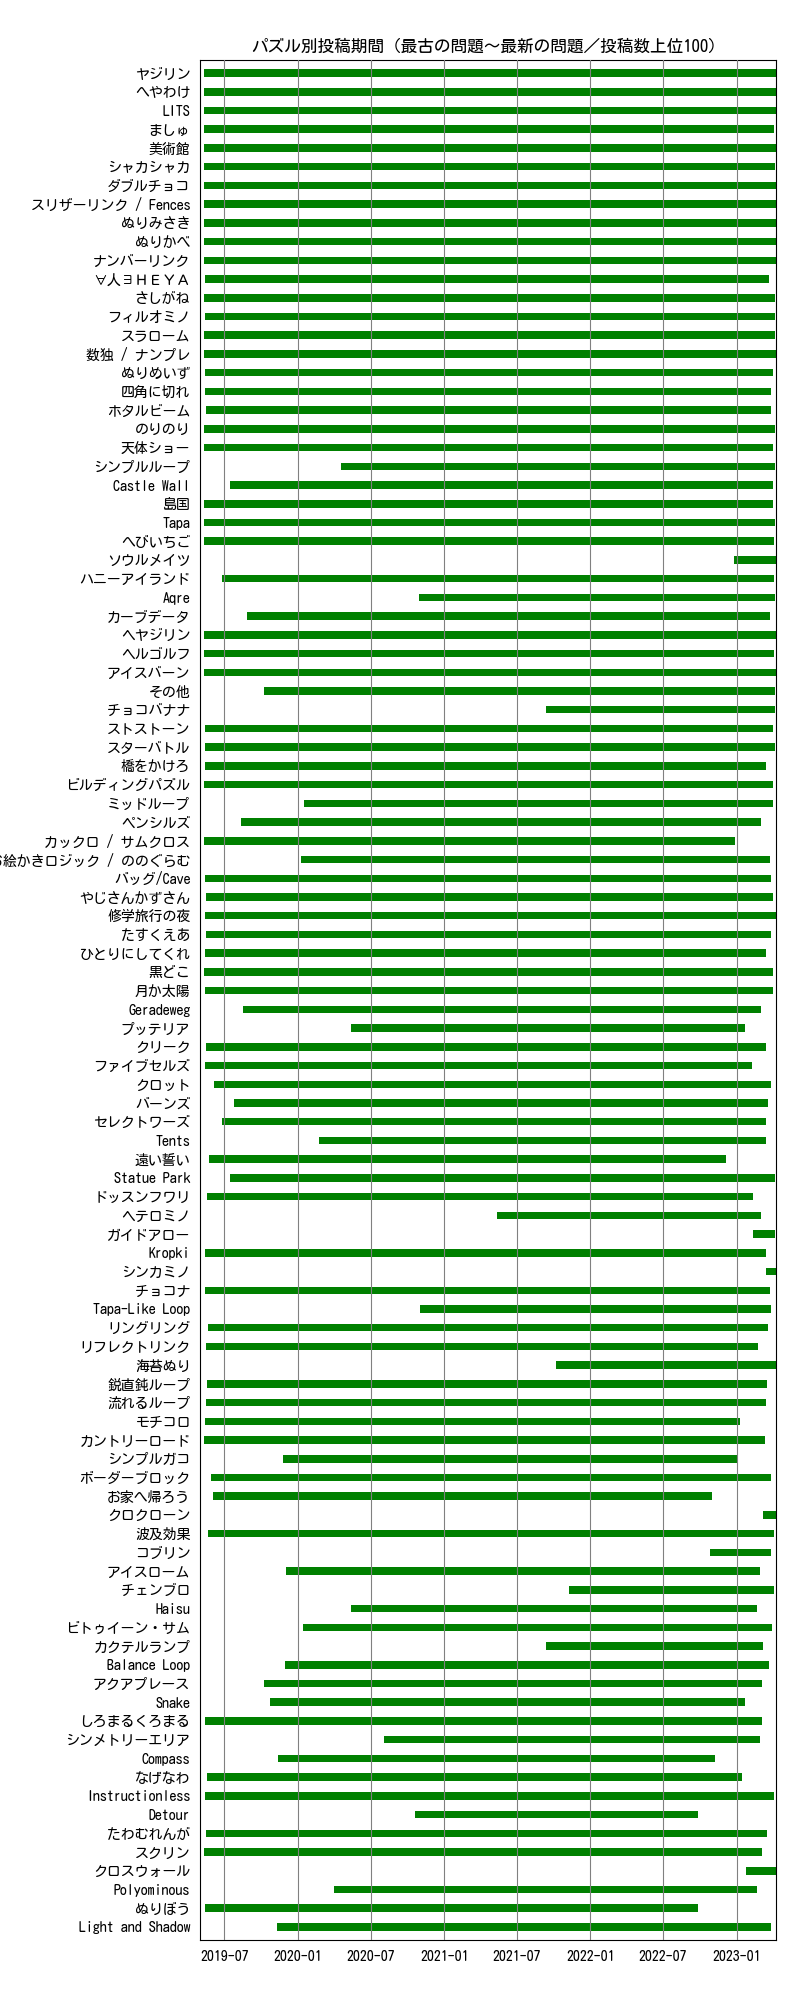 パズル別投稿期間（最古の問題～最新の問題／投稿数上位100）
ヤジリン
へやわけ
LITS
ましゅ
美術館
シャカシャカ
ダブルチョコ
スリザーリンク / Fences
ぬりみさき
ぬりかべ
ナンバーリンク
∀人∃ＨＥＹＡ
さしがね
フィルオミノ
スラローム
数独 / ナンプレ
ぬりめいず
四角に切れ
ホタルビーム
のりのり
天体ショー
シンプルループ
Castle Wall
島国
Tapa
へびいちご
ソウルメイツ
ハニーアイランド
Aqre
カーブデータ
ヘヤジリン
ヘルゴルフ
アイスバーン
その他
チョコバナナ
ストストーン
スターバトル
橋をかけろ
ビルディングパズル
ミッドループ
ペンシルズ
カックロ / サムクロス
絵かきロジック / ののぐらむ
バッグ/Cave
やじさんかずさん
修学旅行の夜
たすくえあ
ひとりにしてくれ
黒どこ
月か太陽
Geradeweg
プッテリア
クリーク
ファイブセルズ
クロット
バーンズ
セレクトワーズ
Tents
遠い誓い
Statue Park
ドッスンフワリ
ヘテロミノ
ガイドアロー
Kropki
シンカミノ
チョコナ
Tapa-Like Loop
リングリング
リフレクトリンク
海苔ぬり
鋭直鈍ループ
流れるループ
モチコロ
カントリーロード
シンプルガコ
ボーダーブロック
お家へ帰ろう
クロクローン
波及効果
コブリン
アイスローム
チェンブロ
Haisu
ビトゥイーン・サム
カクテルランプ
Balance Loop
アクアプレース
Snake
しろまるくろまる
シンメトリーエリア
Compass
なげなわ
Instructionless
Detour
たわむれんが
スクリン
クロスウォール
Polyominous
ぬりぼう
Light and Shadow
2019-07 2020-01 2020-07 2021-01 2021-07 2022-01 2022-07 2023-01